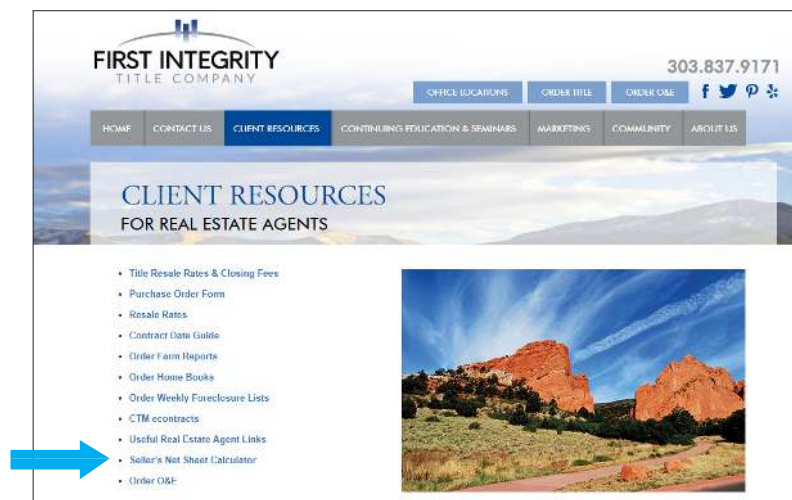 FIRST INTEGRITY
TITLE COMPANY
303.837.9171
OFFICE LOCATIONS ORDER TITLE ORDER O&E
HOME CONTACT US CLIENT RESOURCES CONTINUING EDUCATION & SEMINARS MARKETING COMMUNITY ABOUT US
CLIENT RESOURCES
FOR REAL ESTATE AGENTS
• Title Resale Rates & Closing Fees
• Purchase Order Form
• Resale Rates
• Contract Date Guide
• Order Farm Reports
• Order Home Books
• Order Weekly Foreclosure Lists
• CTM econtracts
• Useful Real Estate Agent Links
• Seller's Net Sheet Calculator
• Order O&E